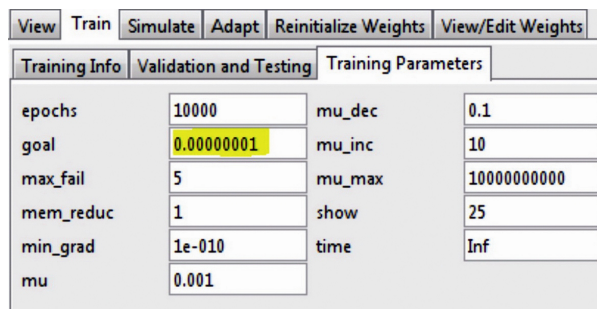 View Train Simulate Adapt Reinitialize Weights View/Edit Weights
Training Info Validation and Testing Training Parameters
epochs 10000 mu_dec 0.1
goal 0.00000001 mu_inc 10
max_fail 5 mu_max 10000000000
mem_reduc 1 show 25
min_grad 1e-010 time Inf
mu 0.001